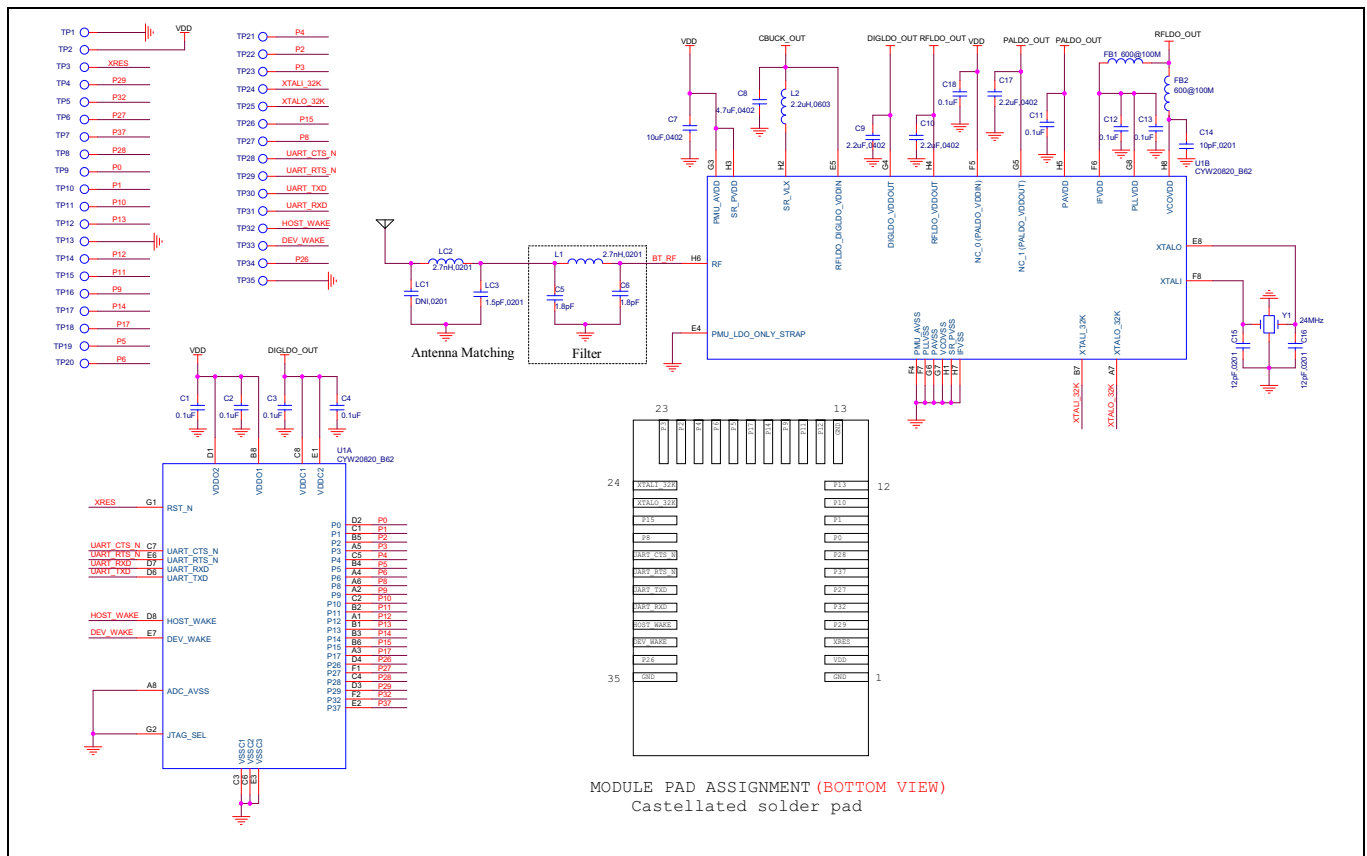 TP1
TP2 VDD
TP3 XRES
TP4 P29
TP5 P32
TP6 P27
TP7 P37
TP8 P28
TP9 P0
TP10 P1
TP11 P10
TP12 P13
TP13
TP14 P12
TP15 P11
TP16 P9
TP17 P14
TP18 P17
TP19 P5
TP20 P6
TP21 P4
TP22 P2
TP23 P3
TP24 XTALI_32K
TP25 XTALO_32K
TP26 P15
TP27 P8
TP28 UART_CTS_N
TP29 UART_RTS_N
TP30 UART_TXD
TP31 UART_RXD
TP32 HOST_WAKE
TP33 DEV_WAKE
TP34 P26
TP35
LC2
2.7nH,0201
LC1
DNI,0201
LC3
1.5pF,0201
Antenna Matching
L1 2.7nH,0201
C5
1.8pF
C6
1.8pF
Filter
BT_RF
VDD CBUCK_OUT DIGLDO_OUT RFLDO_OUT VDD PALDO_OUT PALDO_OUT RFLDO_OUT
FB1 600@100M
FB2
600@100M
C7
10uF,0402
C8
4.7uF,0402
L2
2.2uH,0603
C9
2.2uF,0402
C10
2.2uF,0402
C18
0.1uF
C17
2.2uF,0402
C11
0.1uF
C12
0.1uF
C13
0.1uF
C14
10pF,0201
U1B
CYW20820_B62
G3 H3 H2 E5 G4 H4 F5 G5 H5 F6 G8 H8
PMU_AVDD
SR_PVDD
SR_VLX
RFLDO_DIGLDO_VDDIN
DIGLDO_VDDOUT
RFLDO_VDDOUT
NC_0 (PALDO_VDDIN)
NC_1 (PALDO_VDDOUT)
PAVDD
IFVDD
PLLVDD
VCOVDD
H6 RF
E4 PMU_LDO_ONLY_STRAP
XTALO E8
XTALI F8
PMU_AVSS
PLLVSS
PAVSS
VCOVSS
SR_PVSS
IFVSS
F4 F7 G6 G7 H1 H7
XTALI_32K
XTALO_32K
B7 A7
XTALI_32K
XTALO_32K
Y1
24MHz
C15
12pF,0201
C16
12pF,0201
VDD DIGLDO_OUT
C1
0.1uF
C2
0.1uF
C3
0.1uF
C4
0.1uF
U1A
CYW20820_B62
D1 B8 C8 E1
VDDO2
VDDO1
VDDC1
VDDC2
XRES G1 RST_N
UART_CTS_N C7 UART_CTS_N
UART_RTS_N E6 UART_RTS_N
UART_RXD D7 UART_RXD
UART_TXD D6 UART_TXD
HOST_WAKE D8 HOST_WAKE
DEV_WAKE E7 DEV_WAKE
A8 ADC_AVSS
G2 JTAG_SEL
VSSC1
VSSC2
VSSC3
C3 C6 E3
P0 D2 P0
P1 C1 P1
P2 B5 P2
P3 A5 P3
P4 C5 P4
P5 B4 P5
P6 A4 P6
P8 A6 P8
P9 A2 P9
P10 C2 P10
P11 B2 P11
P12 A1 P12
P13 B1 P13
P14 B3 P14
P15 B6 P15
P17 A3 P17
P26 D4 P26
P27 F1 P27
P28 C4 P28
P29 D3 P29
P32 F2 P32
P37 E2 P37
23 13
P3 P2 P4 P6 P5 P17 P14 P9 P11 P12 GND
24 XTALI_32K P13 12
XTALO_32K P10
P15 P1
P8 P0
UART_CTS_N P28
UART_RTS_N P37
UART_TXD P27
UART_RXD P32
HOST_WAKE P29
DEV_WAKE XRES
P26 VDD
35 GND GND 1
MODULE PAD ASSIGNMENT (BOTTOM VIEW)
Castellated solder pad